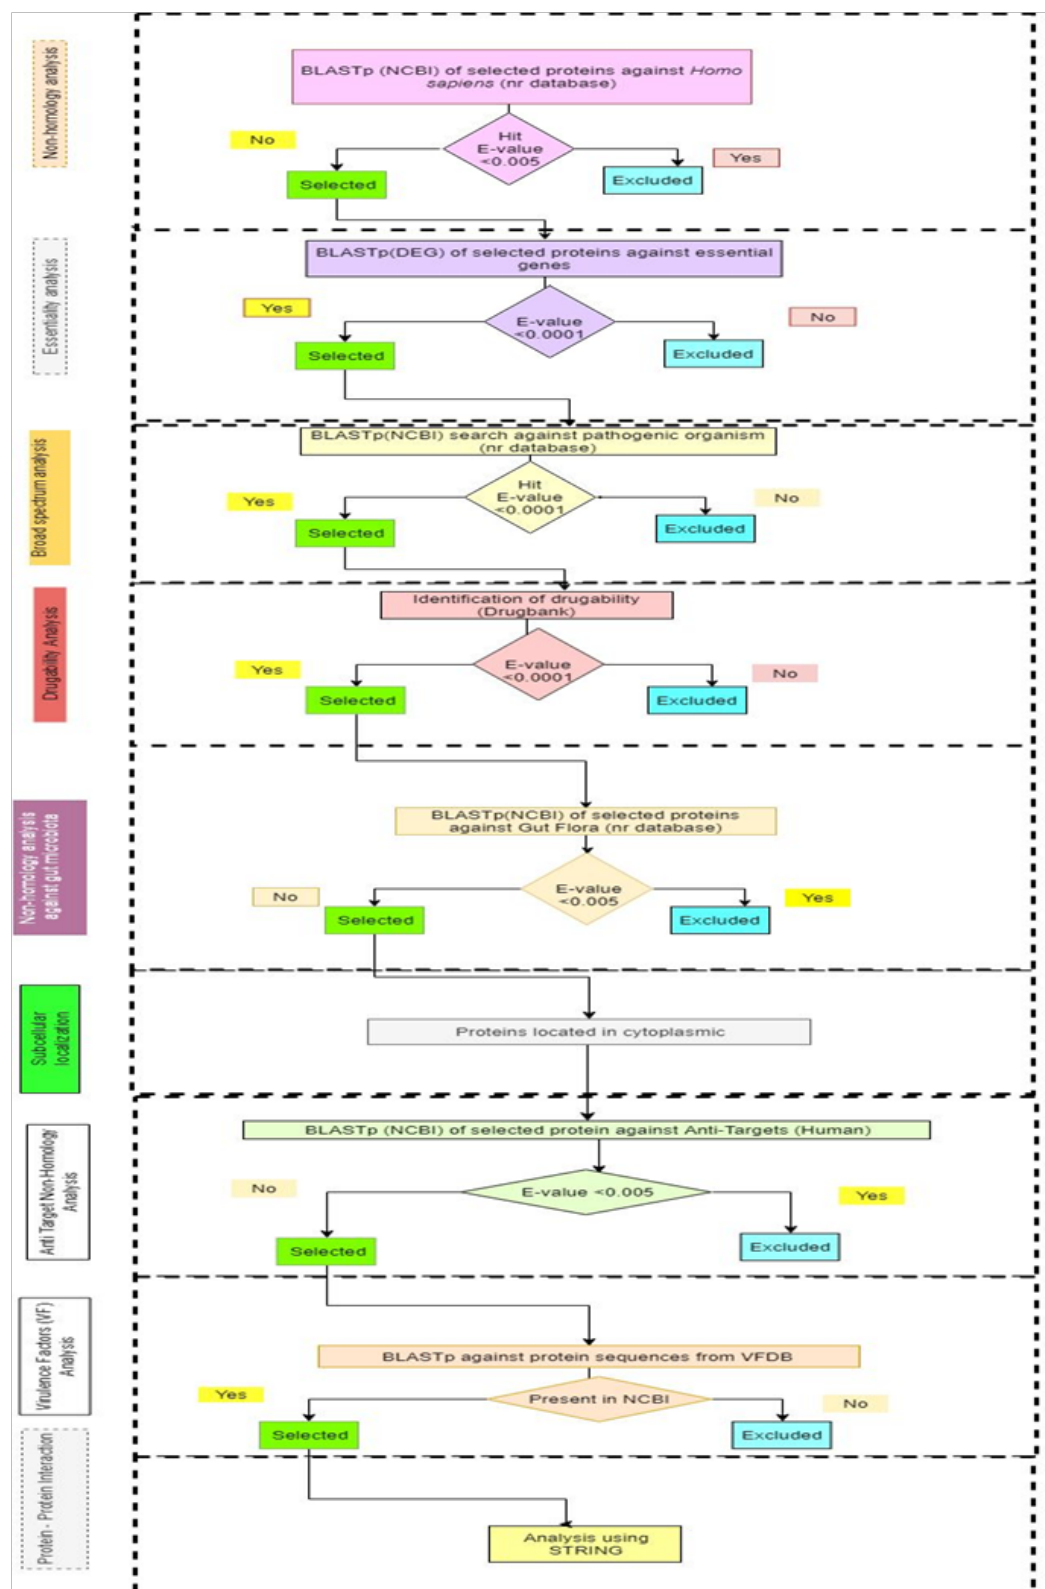 Non-homology analysis
BLASTp (NCBI) of selected proteins against Homo
sapiens (nr database)
Hit
E-value
<0.005
No
Yes
Selected
Excluded
Essentiality analysis
BLASTp(DEG) of selected proteins against essential
genes
E-value
<0.0001
Yes
No
Selected
Excluded
Broad spectrum analysis
BLASTp(NCBI) search against pathogenic organism
(nr database)
Hit
E-value
<0.0001
Yes
No
Selected
Excluded
Drugability Analysis
Identification of drugability
(Drugbank)
E-value
<0.0001
Yes
No
Selected
Excluded
Non-homology analysis
against gut microbiota
BLASTp(NCBI) of selected proteins
against Gut Flora (nr database)
E-value
<0.005
No
Yes
Selected
Excluded
Subcellular
localization
Proteins located in cytoplasmic
Anti Target Non-Homology
Analysis
BLASTp (NCBI) of selected protein against Anti-Targets (Human)
E-value <0.005
No
Yes
Selected
Excluded
Virulence Factors (VF)
Analysis
BLASTp against protein sequences from VFDB
Present in NCBI
Yes
No
Selected
Excluded
Protein - Protein Interaction
Analysis using
STRING